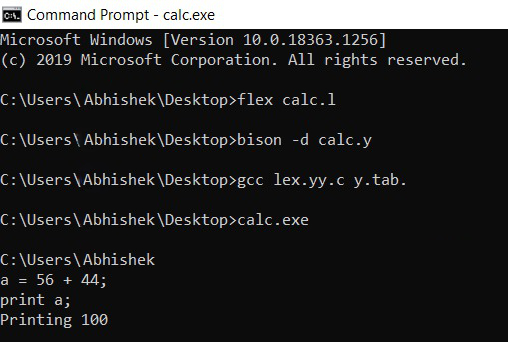 Command Prompt - calc.exe
Microsoft Windows [Version 10.0.18363.1256]
(c) 2019 Microsoft Corporation. All rights reserved.
C:\Users\Abhishek\Desktop>flex calc.l
C:\Users\Abhishek\Desktop>bison -d calc.y
C:\Users\Abhishek\Desktop>gcc lex.yy.c y.tab.
C:\Users\Abhishek\Desktop>calc.exe
C:\Users\Abhishek
a = 56 + 44;
print a;
Printing 100